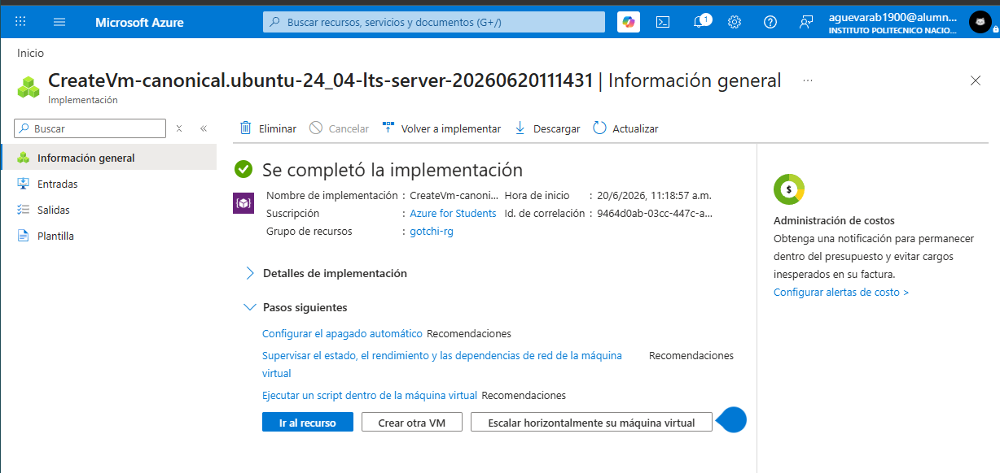 Microsoft Azure
Buscar recursos, servicios y documentos (G+/)
1
aguevarab1900@alumn...
INSTITUTO POLITECNICO NACIO...
Inicio
CreateVm-canonical.ubuntu-24_04-lts-server-20260620111431 | Información general ...
Implementación
Buscar
Información general
Entradas
Salidas
Plantilla
Eliminar Cancelar Volver a implementar Descargar Actualizar
Se completó la implementación
Nombre de implementación : CreateVm-canoni... Hora de inicio : 20/6/2026, 11:18:57 a.m.
Suscripción : Azure for Students Id. de correlación : 9464d0ab-03cc-447c-a...
Grupo de recursos : gotchi-rg
Detalles de implementación
Pasos siguientes
Configurar el apagado automático Recomendaciones
Supervisar el estado, el rendimiento y las dependencias de red de la máquina Recomendaciones
virtual
Ejecutar un script dentro de la máquina virtual Recomendaciones
Ir al recurso Crear otra VM Escalar horizontalmente su máquina virtual
$
Administración de costos
Obtenga una notificación para permanecer
dentro del presupuesto y evitar cargos
inesperados en su factura.
Configurar alertas de costo >